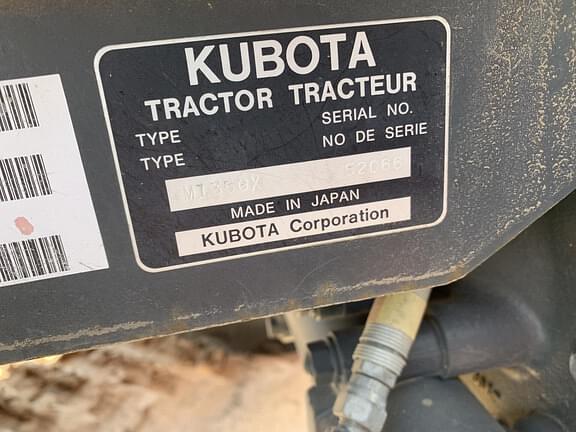 KUBOTA
TRACTOR TRACTEUR
TYPE SERIAL NO.
TYPE NO DE SERIE
MADE IN JAPAN
KUBOTA Corporation